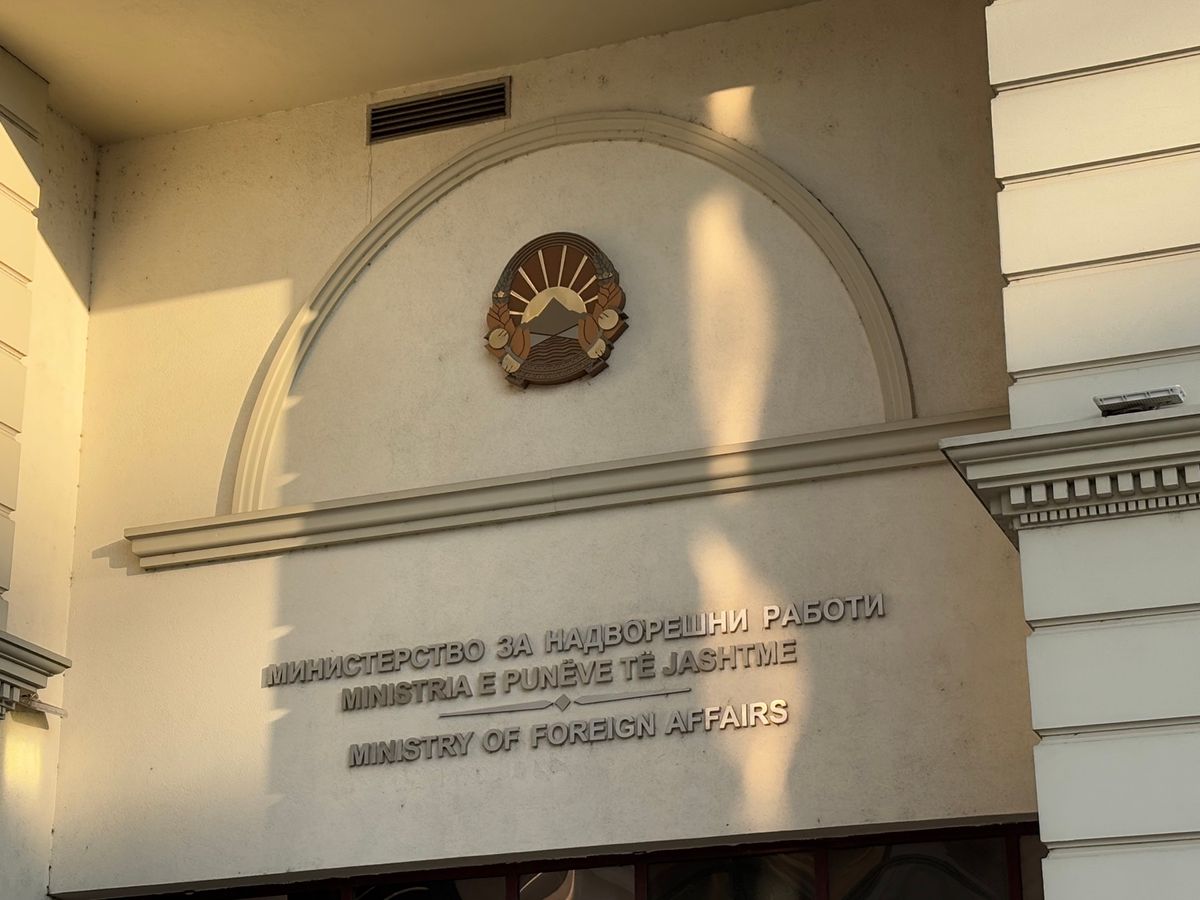 МИНИСТЕРСТВО ЗА НАДВОРЕШНИ РАБОТИ
MINISTRIA E PUNËVE TË JASHTME
MINISTRY OF FOREIGN AFFAIRS